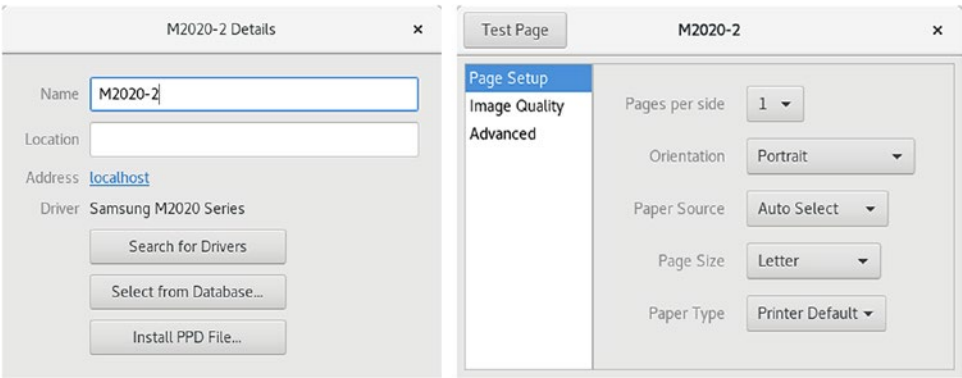 M2020-2 Details ×
Name M2020-2
Location
Address localhost
Driver Samsung M2020 Series
Search for Drivers
Select from Database...
Install PPD File...
Test Page M2020-2 ×
Page Setup
Image Quality
Advanced
Pages per side 1
Orientation Portrait
Paper Source Auto Select
Page Size Letter
Paper Type Printer Default